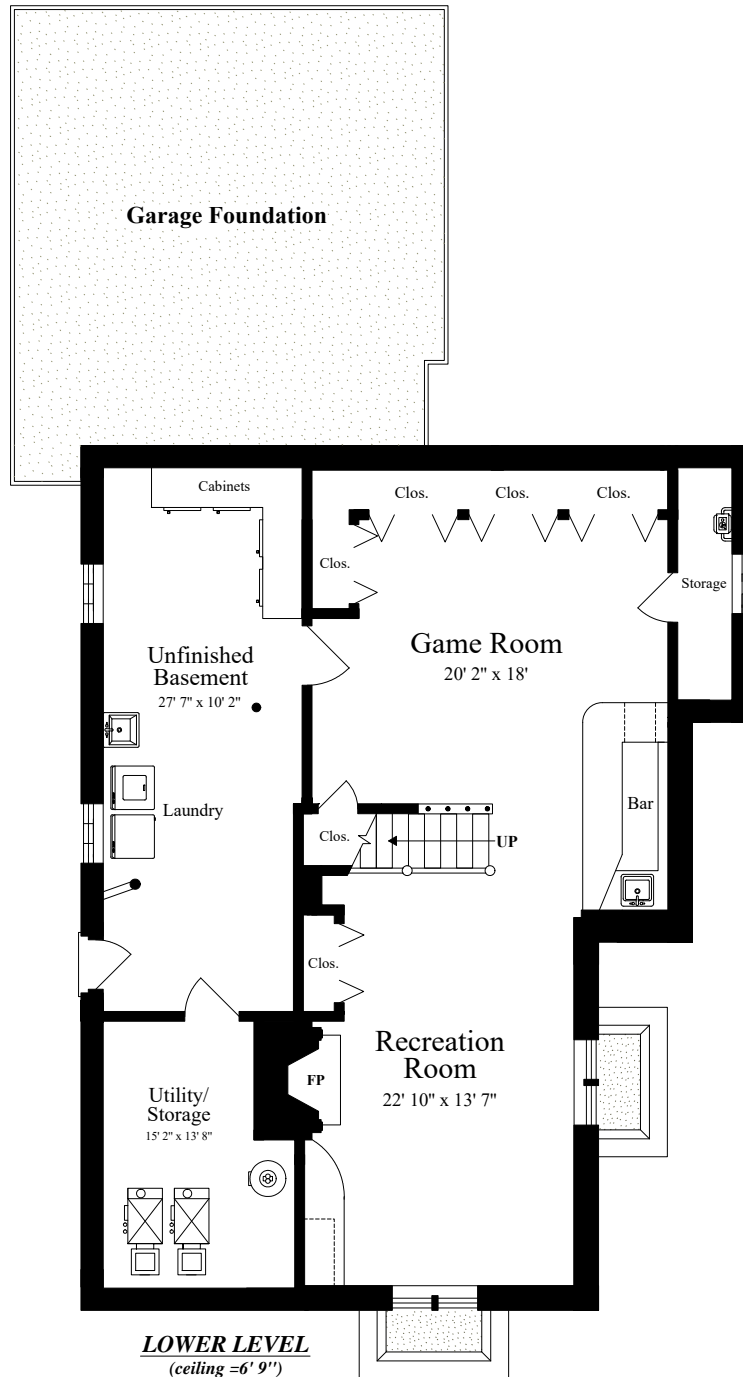 Garage Foundation
Cabinets
Clos.
Clos.
Clos.
Clos.
Storage
Game Room
20' 2" x 18'
Unfinished
Basement
27' 7" x 10' 2"
Laundry
Bar
Clos.
UP
Clos.
Recreation
Room
22' 10" x 13' 7"
FP
Utility/
Storage
15' 2" x 13' 8"
LOWER LEVEL
(ceiling =6' 9")